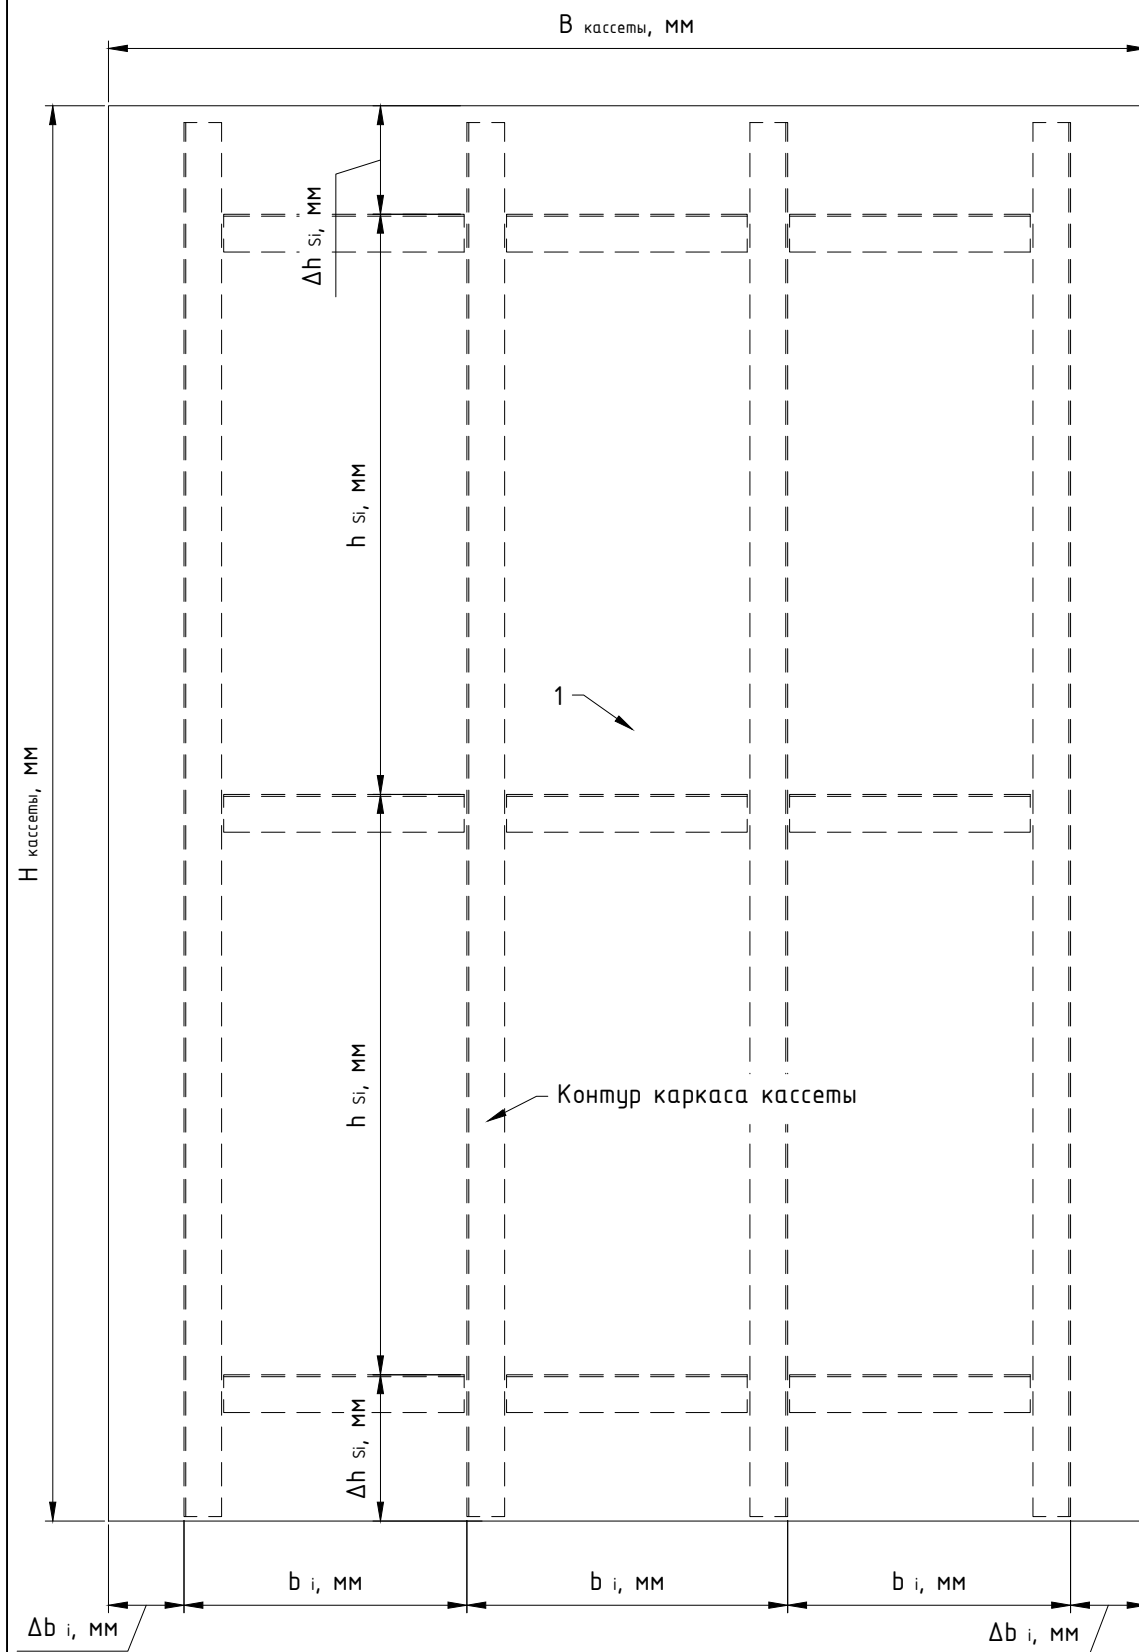 B кассеты, мм
Δh Si, мм
h Si, мм
1
H кассеты, мм
h Si, мм
Контур каркаса кассеты
Δh Si, мм
b i, мм
b i, мм
b i, мм
Δb i, мм
Δb i, мм